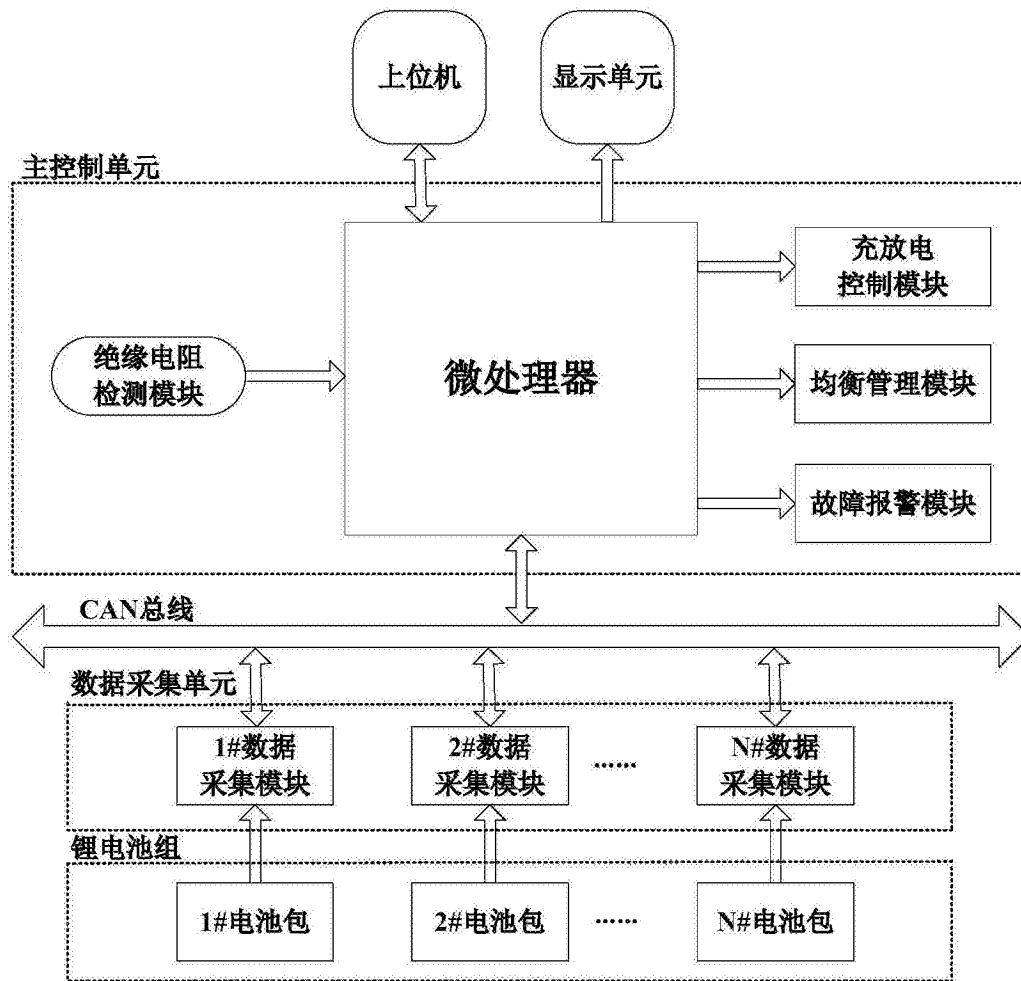 上位机
显示单元
主控制单元
充放电
控制模块
绝缘电阻
检测模块
微处理器
均衡管理模块
故障报警模块
CAN总线
数据采集单元
1#数据
采集模块
2#数据
采集模块
......
N#数据
采集模块
锂电池组
1#电池包
2#电池包
......
N#电池包